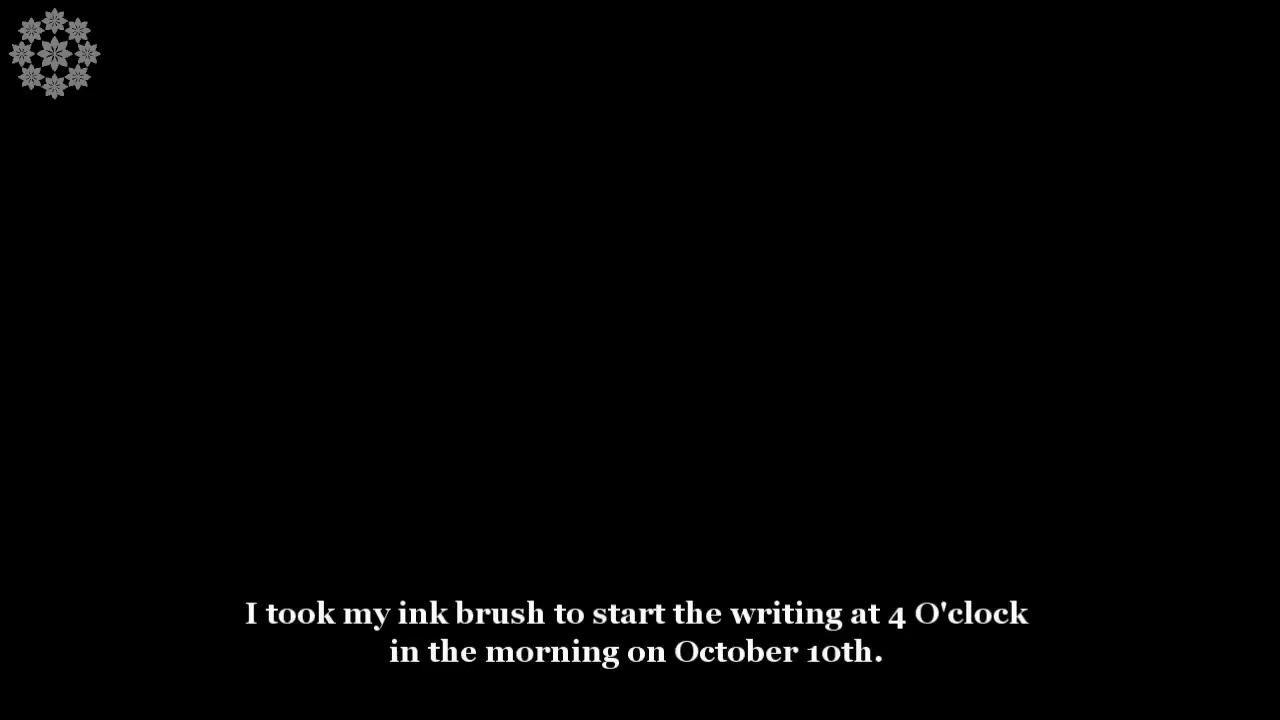 I took my ink brush to start the writing at 4 O'clock
in the morning on October 10th.